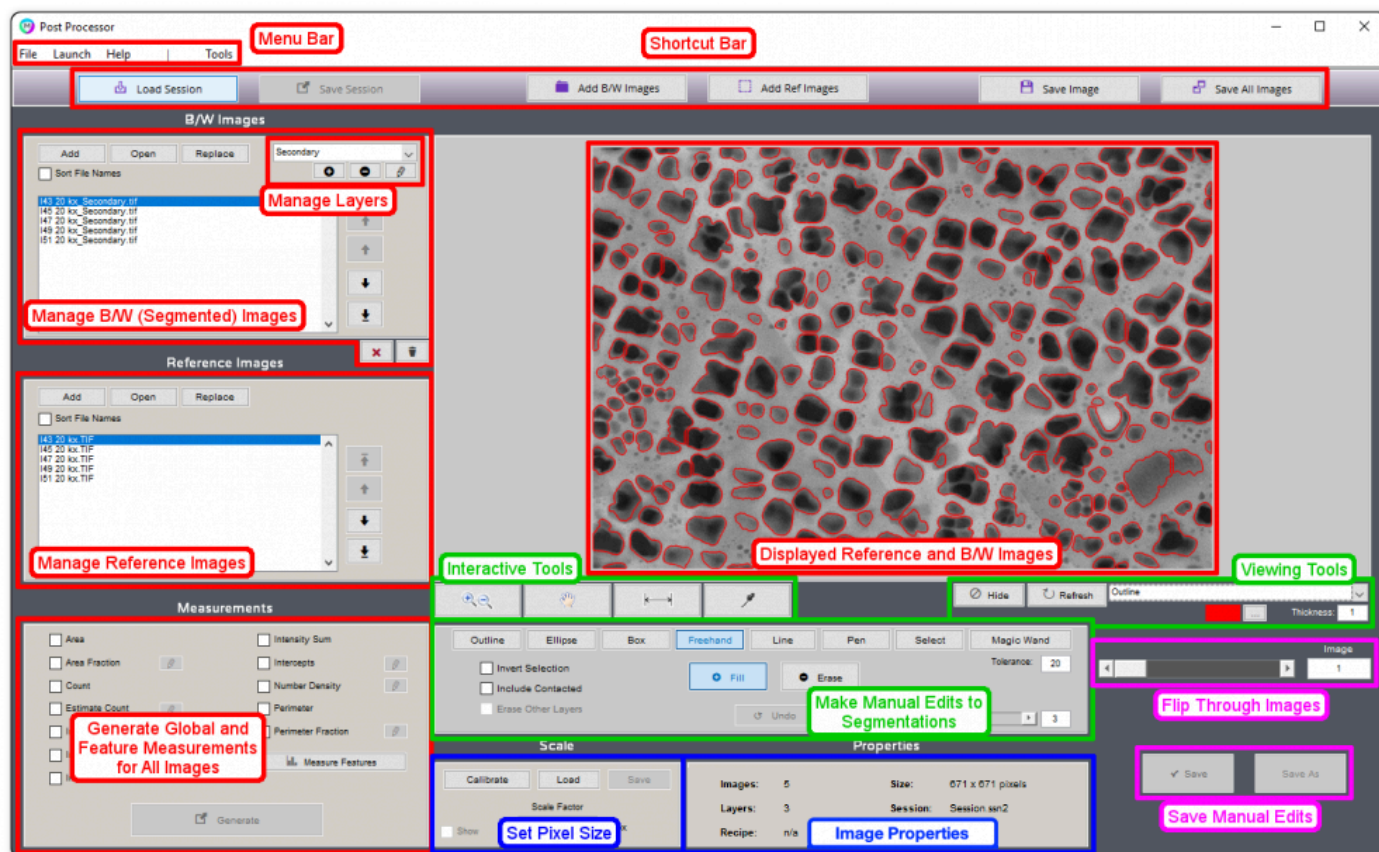 Post Processor
Menu Bar
Shortcut Bar
File Launch Help | Tools
Load Session
Save Session
Add B/W Images
Add Ref Images
Save Image
Save All Images
B/W Images
Add Open Replace
Secondary
Sort File Names
Manage Layers
I43 20 kx_Secondary.tif
I45 20 kx_Secondary.tif
I47 20 kx_Secondary.tif
I49 20 kx_Secondary.tif
I51 20 kx_Secondary.tif
Manage B/W (Segmented) Images
Reference Images
Add Open Replace
Sort File Names
I43 20 kx.TIF
I45 20 kx.TIF
I47 20 kx.TIF
I49 20 kx.TIF
I51 20 kx.TIF
Manage Reference Images
Displayed Reference and B/W Images
Interactive Tools
Viewing Tools
Hide
Refresh
Outline
...
Thickness: 1
Measurements
Area
Area Fraction
Count
Estimate Count
Intensity Sum
Intercepts
Number Density
Perimeter
Perimeter Fraction
Measure Features
Generate Global and
Feature Measurements
for All Images
Generate
Outline Ellipse Box Freehand Line Pen Select Magic Wand
Invert Selection
Include Contacted
Erase Other Layers
Fill
Erase
Undo
Tolerance: 20
3
Make Manual Edits to
Segmentations
Image
1
Flip Through Images
Scale
Calibrate Load Save
Scale Factor
Show
Set Pixel Size
Properties
Images: 5
Size: 671 x 671 pixels
Layers: 3
Session: Session.ssn2
Recipe: n/a
Image Properties
Save
Save As
Save Manual Edits